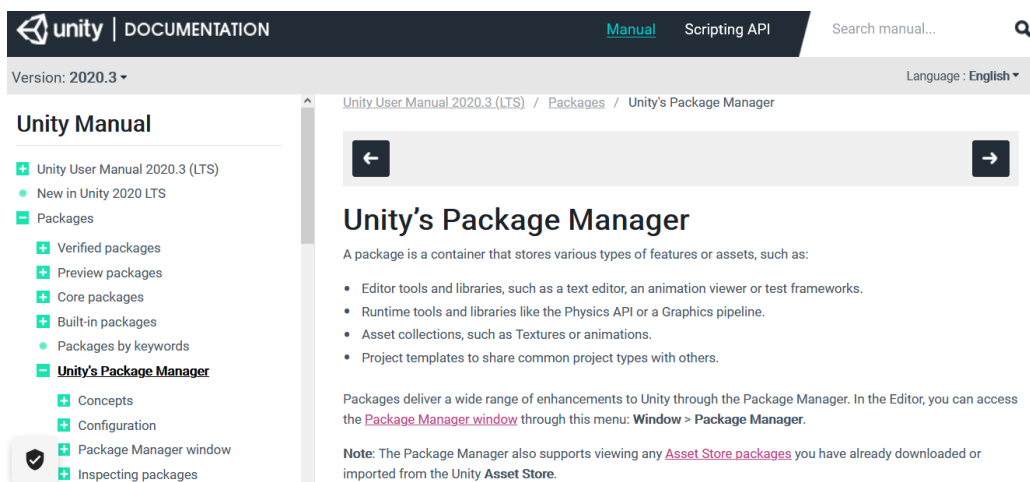 unity | DOCUMENTATION
Manual
Scripting API
Search manual...
Version: 2020.3
Language : English
Unity Manual
Unity User Manual 2020.3 (LTS)
New in Unity 2020 LTS
Packages
Verified packages
Preview packages
Core packages
Built-in packages
Packages by keywords
Unity's Package Manager
Concepts
Configuration
Package Manager window
Inspecting packages
Unity User Manual 2020.3 (LTS) / Packages / Unity's Package Manager
Unity's Package Manager
A package is a container that stores various types of features or assets, such as:
Editor tools and libraries, such as a text editor, an animation viewer or test frameworks.
Runtime tools and libraries like the Physics API or a Graphics pipeline.
Asset collections, such as Textures or animations.
Project templates to share common project types with others.
Packages deliver a wide range of enhancements to Unity through the Package Manager. In the Editor, you can access
the Package Manager window through this menu: Window > Package Manager.
Note: The Package Manager also supports viewing any Asset Store packages you have already downloaded or
imported from the Unity Asset Store.